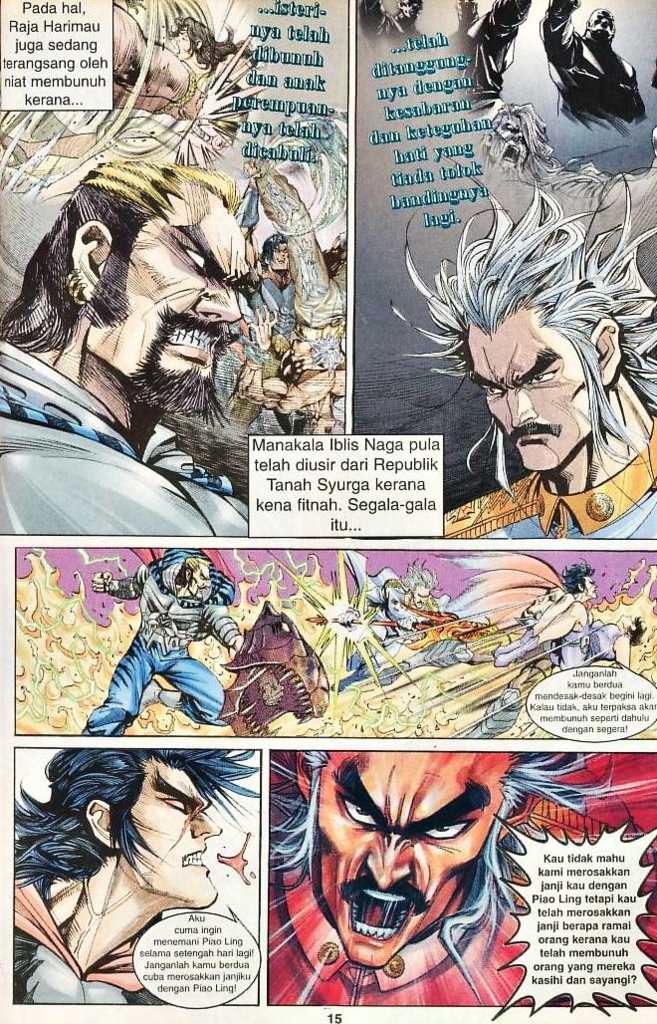 Pada hal,
Raja Harimau
juga sedang
terangsang oleh
niat membunuh
kerana...
...isteri-
nya telah
dibunuh
dan anak
perempuan-
nya telah
dicabuli.
...telah
ditanggung-
nya dengan
kesabaran
dan keteguhan
hati yang
tiada tolok
bandingnya
lagi.
Manakala Iblis Naga pula
telah diusir dari Republik
Tanah Syurga kerana
kena fitnah. Segala-gala
itu...
Janganlah
kamu berdua
mendesak-desak begini lagi.
Kalau tidak, aku terpaksa akan
membunuh seperti dahulu
dengan segera!
Aku
cuma ingin
menemani Piao Ling
selama setengah hari lagi!
Janganlah kamu berdua
cuba merosakkan janjiku
dengan Piao Ling!
Kau tidak mahu
kami merosakkan
janji kau dengan
Piao Ling tetapi kau
telah merosakkan
janji berapa ramai
orang kerana kau
telah membunuh
orang yang mereka
kasihi dan sayangi?
15